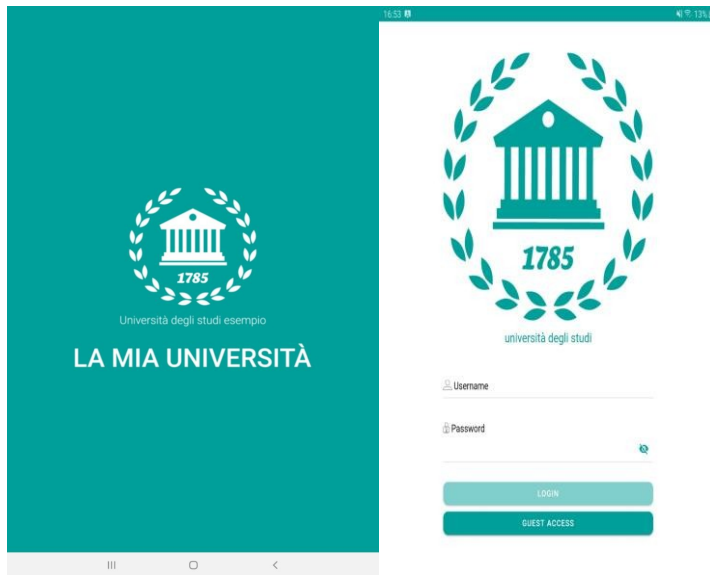 1785
Università degli studi esempio
LA MIA UNIVERSITÀ
16:53
13%
1785
università degli studi
Username
Password
LOGIN
GUEST ACCESS